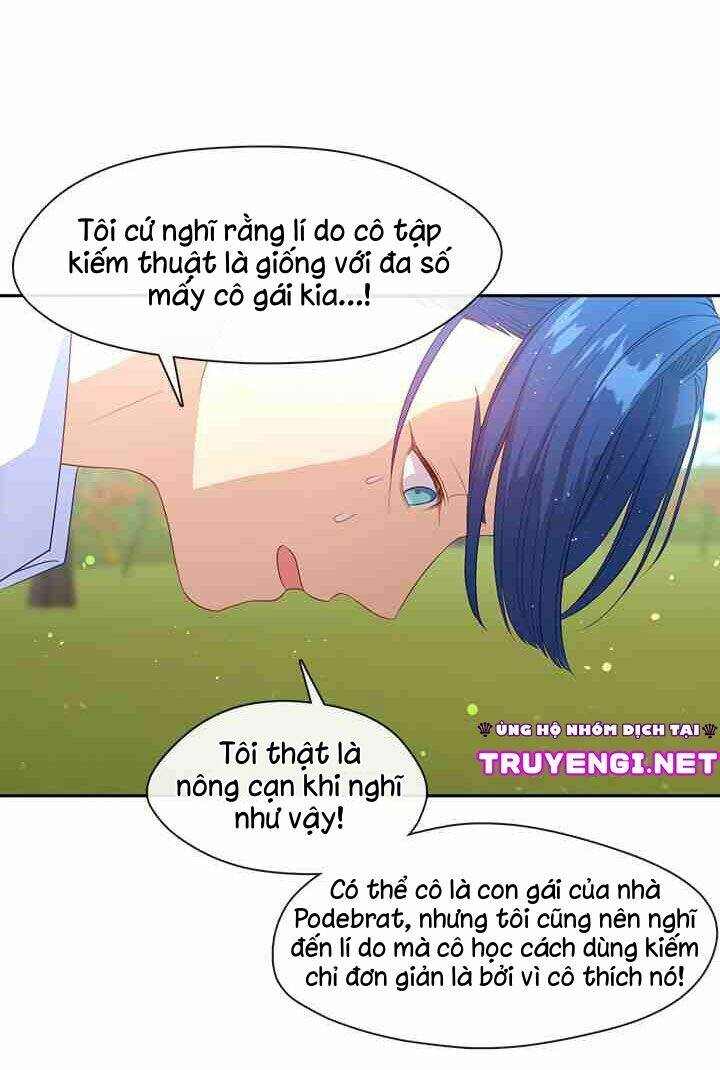 Tôi cứ nghĩ rằng lí do cô tập
kiếm thuật là giống với đa số
mấy cô gái kia...!
ỦNG HỘ NHÓM DỊCH TẠI
TRUYENGI.NET
Tôi thật là
nông cạn khi nghĩ
như vậy!
Có thể cô là con gái của nhà
Podebrat, nhưng tôi cũng nên nghĩ
đến lí do mà cô học cách dùng kiếm
chỉ đơn giản là bởi vì cô thích nó!